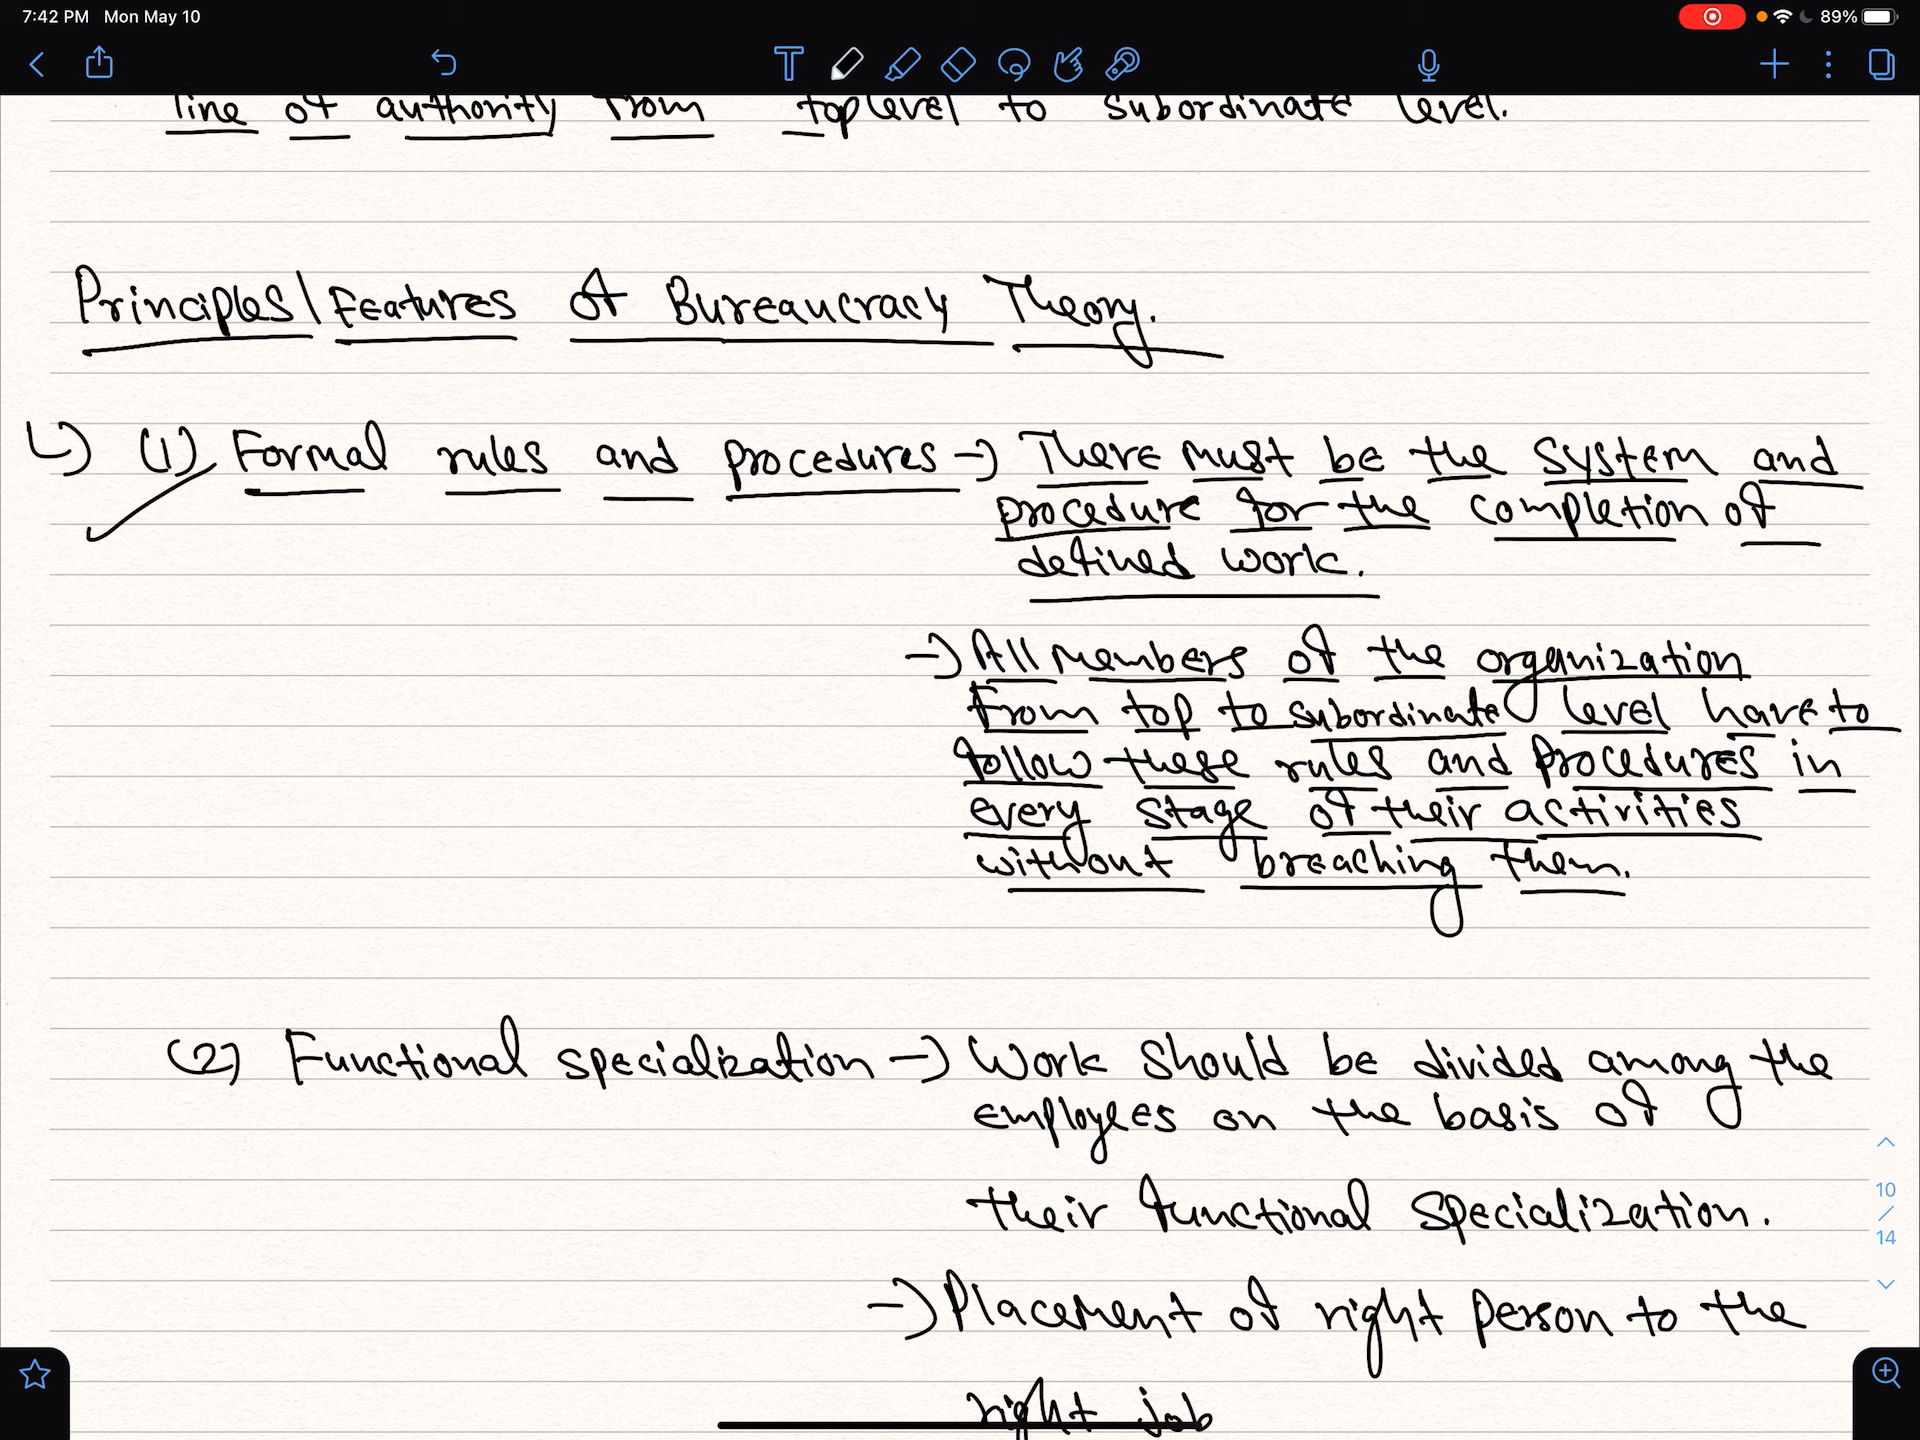 7:42 PM Mon May 10
89%
line of authority from top level to subordinate level.
Principles/Features of Bureaucracy Theory.
(1) Formal rules and procedures → There must be the system and
procedure for the completion of
defined work.
→ All members of the organization
from top to subordinate level have to
follow these rules and procedures in
every stage of their activities
without breaching them.
(2) Functional specialization → Work should be divided among the
employees on the basis of
their functional specialization.
→ Placement of right person to the
right job
10
/
14